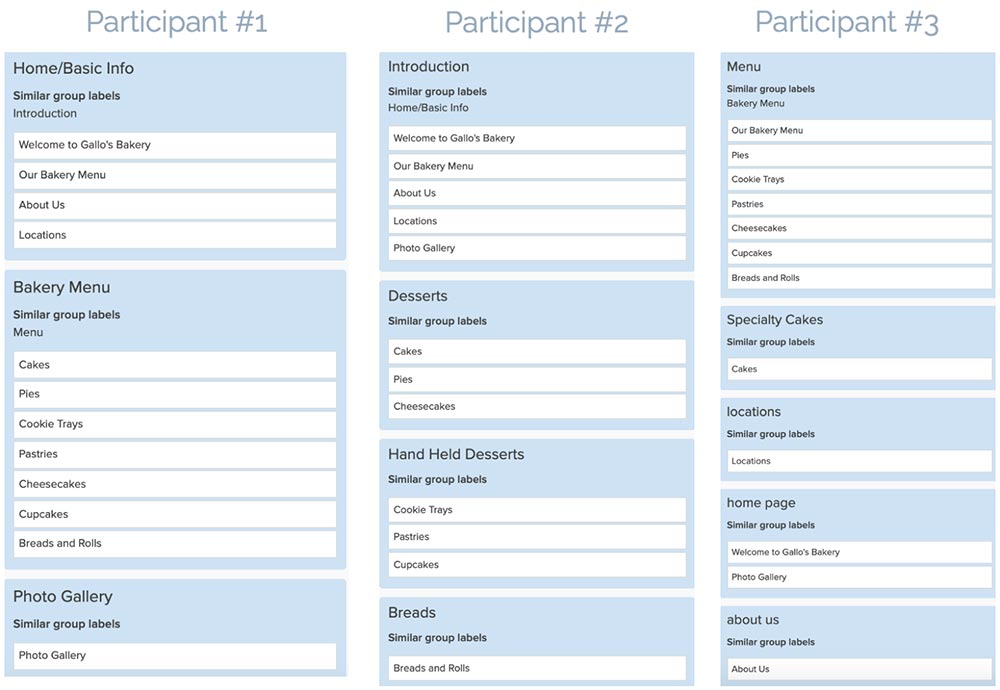 Participant #1
Home/Basic Info
Similar group labels
Introduction
Welcome to Gallo's Bakery
Our Bakery Menu
About Us
Locations
Bakery Menu
Similar group labels
Menu
Cakes
Pies
Cookie Trays
Pastries
Cheesecakes
Cupcakes
Breads and Rolls
Photo Gallery
Similar group labels
Photo Gallery
Participant #2
Introduction
Similar group labels
Home/Basic Info
Welcome to Gallo's Bakery
Our Bakery Menu
About Us
Locations
Photo Gallery
Desserts
Similar group labels
Cakes
Pies
Cheesecakes
Hand Held Desserts
Similar group labels
Cookie Trays
Pastries
Cupcakes
Breads
Similar group labels
Breads and Rolls
Participant #3
Menu
Similar group labels
Bakery Menu
Our Bakery Menu
Pies
Cookie Trays
Pastries
Cheesecakes
Cupcakes
Breads and Rolls
Specialty Cakes
Similar group labels
Cakes
locations
Similar group labels
Locations
home page
Similar group labels
Welcome to Gallo's Bakery
Photo Gallery
about us
Similar group labels
About Us